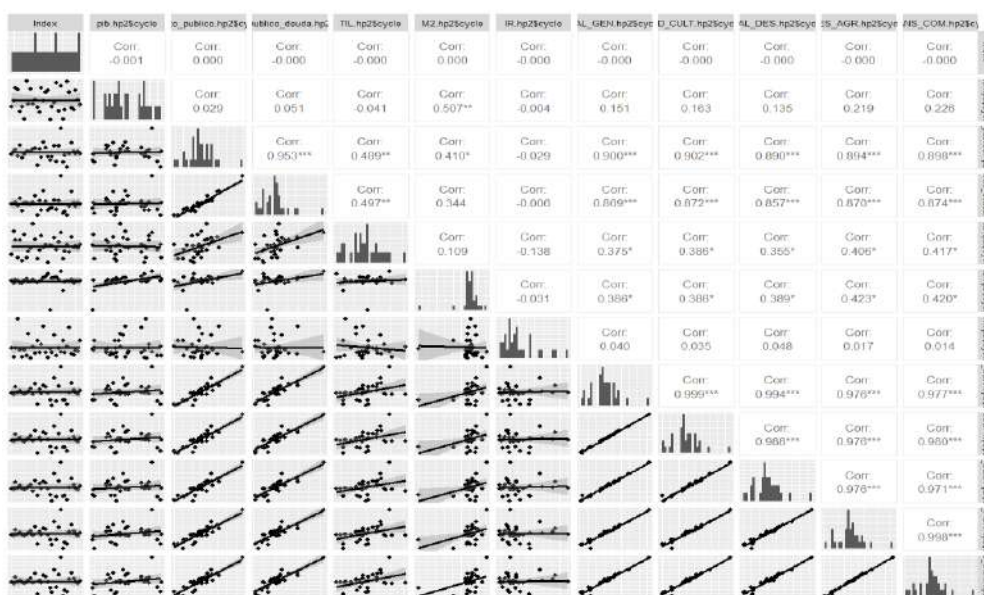 Index pib.hp2$cyclo o_publico.hp2$cy ublico_deuda.hp2 TIL.hp2$cyclo M2.hp2$cyclo IR.hp2$cyclo AL_GEN.hp2$cyc D_CULT.hp2$cyc AL_DES.hp2$cyc ES_AGR.hp2$cyc NS_COM.hp2$cy
Corr: Corr: Corr: Corr: Corr: Corr: Corr: Corr: Corr: Corr: Corr:
-0.001 0.000 -0.000 -0.000 0.000 -0.000 -0.000 -0.000 -0.000 -0.000 -0.000
Corr: Corr: Corr: Corr: Corr: Corr: Corr: Corr: Corr: Corr:
0.029 0.051 -0.041 0.507** -0.004 0.151 0.163 0.135 0.219 0.226
Corr: Corr: Corr: Corr: Corr: Corr: Corr: Corr: Corr:
0.953*** 0.489** 0.410* -0.029 0.900*** 0.902*** 0.890*** 0.894*** 0.898***
Corr: Corr: Corr: Corr: Corr: Corr: Corr: Corr:
0.497** 0.344 -0.006 0.869*** 0.872*** 0.857*** 0.870*** 0.874***
Corr: Corr: Corr: Corr: Corr: Corr: Corr:
0.109 -0.138 0.375* 0.386* 0.355* 0.406* 0.417*
Corr: Corr: Corr: Corr: Corr: Corr:
-0.031 0.386* 0.386* 0.389* 0.423* 0.420*
Corr: Corr: Corr: Corr: Corr:
0.040 0.035 0.048 0.017 0.014
Corr: Corr: Corr: Corr:
0.999*** 0.994*** 0.976*** 0.977***
Corr: Corr: Corr:
0.988*** 0.976*** 0.980***
Corr: Corr:
0.976*** 0.971***
Corr:
0.998***